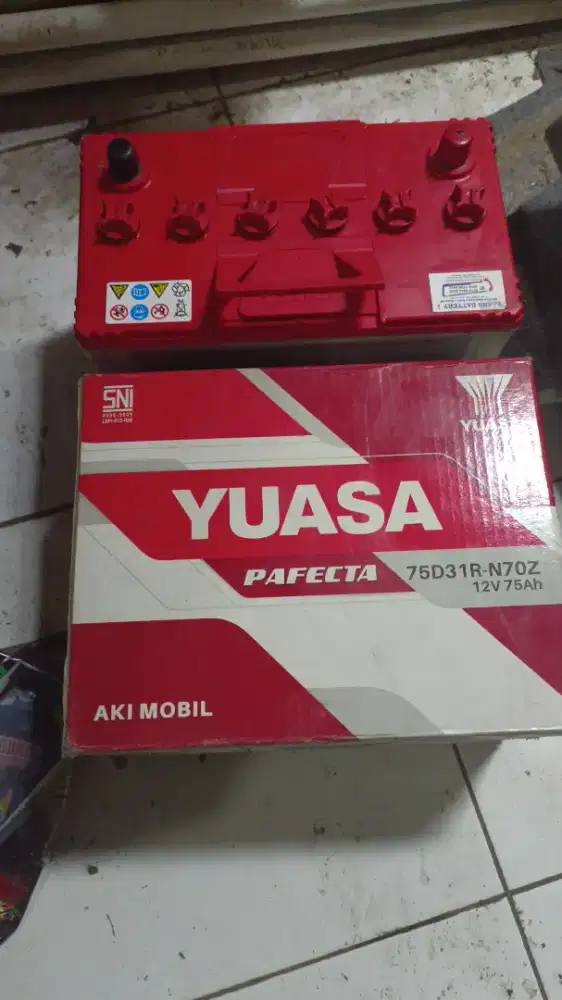 SNI
YUASA
YUASA
PAFECTA
75D31R-N70Z
12V 75Ah
AKI MOBIL